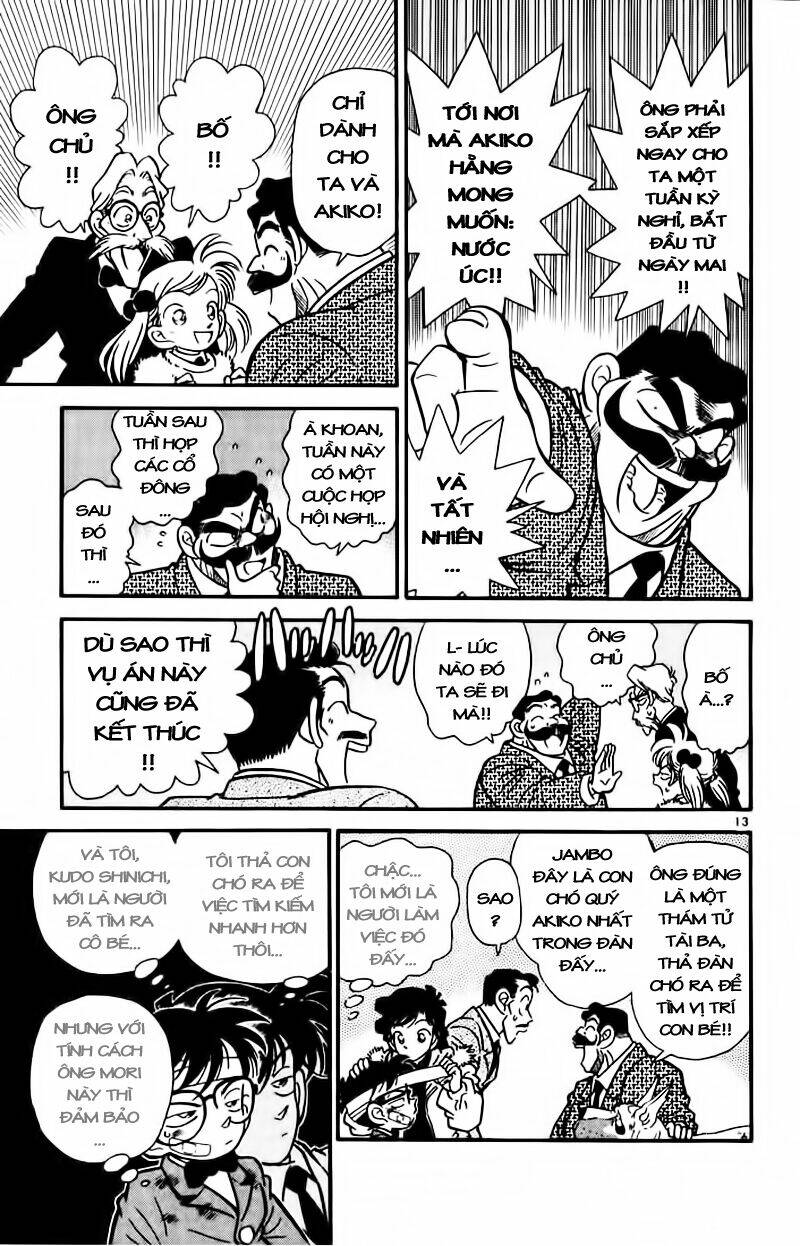 ÔNG PHẢI
SẮP XẾP
NGAY CHO
TA MỘT
TUẦN KỲ
NGHỈ, BẮT
ĐẦU TỪ
NGÀY MAI
!!
TỚI NƠI
MÀ AKIKO
HẰNG
MONG
MUỐN:
NƯỚC
ÚC!!
VÀ
TẤT
NHIÊN
...
CHỈ
DÀNH
CHO
TA VÀ
AKIKO!
BỐ
!!
ÔNG
CHỦ
!!
À KHOAN,
TUẦN NÀY
CÓ MỘT
CUỘC HỌP
HỘI NGHỊ...
TUẦN SAU
THÌ HỌP
CÁC CỔ
ĐÔNG
...
SAU
ĐÓ
THÌ
...
BỐ
À...?
ÔNG
CHỦ
...
L- LÚC
NÀO ĐÓ
TA SẼ ĐI
MÀ!!
DÙ SAO THÌ
VỤ ÁN NÀY
CŨNG ĐÃ
KẾT THÚC
!!
13
ÔNG ĐÚNG
LÀ MỘT
THÁM TỬ
TÀI BA,
THẢ ĐÀN
CHÓ RA ĐỂ
TÌM VỊ TRÍ
CON BÉ!!
JAMBO
ĐÂY LÀ CON
CHÓ QUÝ
AKIKO NHẤT
TRONG ĐÀN
ĐẤY...
SAO
?
CHẬC...
TÔI MỚI LÀ
NGƯỜI LÀM
VIỆC ĐÓ
ĐẤY...
TÔI THẢ CON
CHÓ RA ĐỂ
VIỆC TÌM KIẾM
NHANH HƠN
THÔI...
VÀ TÔI,
KUDO SHINICHI,
MỚI LÀ NGƯỜI
ĐÃ TÌM RA
CÔ BÉ...
NHƯNG VỚI
TÍNH CÁCH
ÔNG MORI
NÀY THÌ
ĐẢM BẢO
...